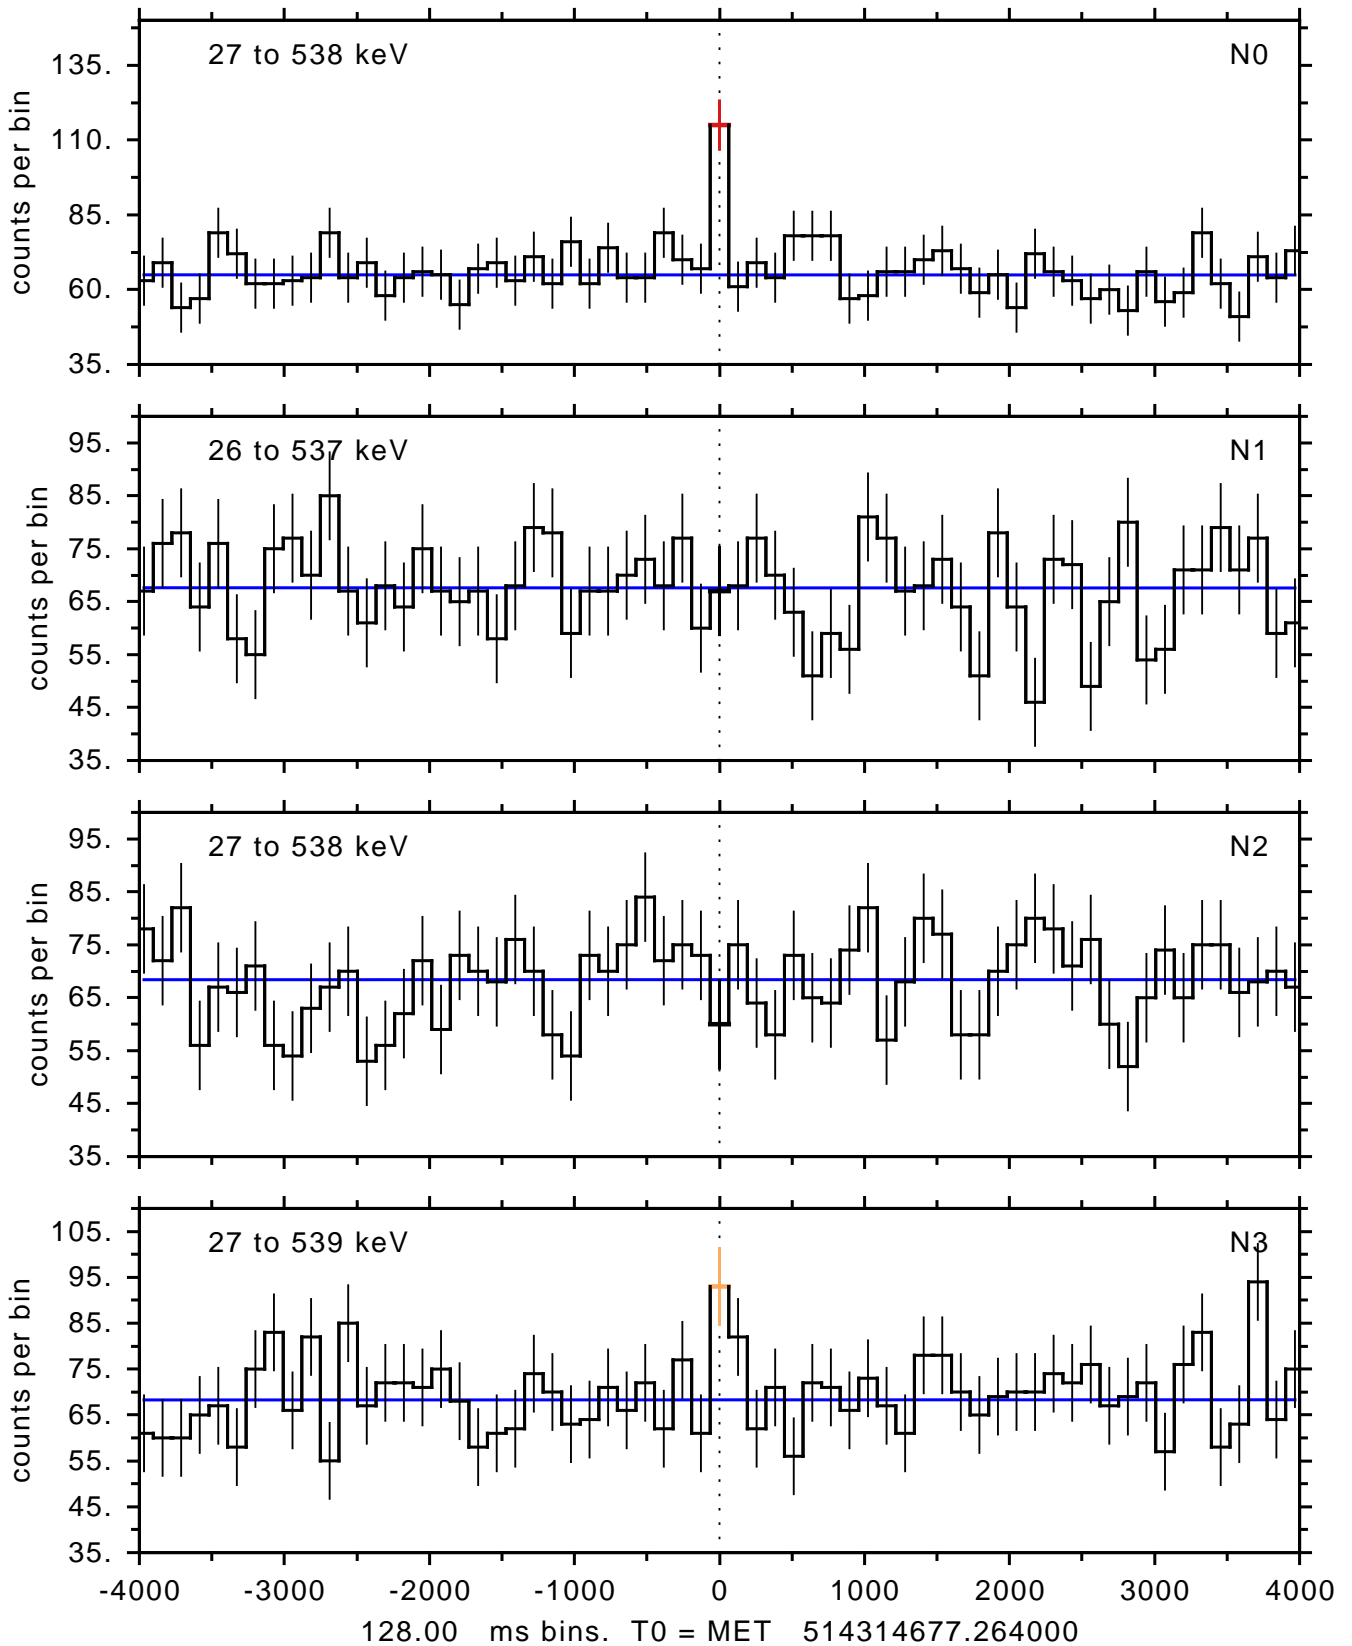 27 to 538 keV N0
counts per bin
135.
110.
85.
60.
35.
26 to 537 keV N1
counts per bin
95.
85.
75.
65.
55.
45.
35.
27 to 538 keV N2
counts per bin
95.
85.
75.
65.
55.
45.
35.
27 to 539 keV N3
counts per bin
105.
95.
85.
75.
65.
55.
45.
35.
-4000 -3000 -2000 -1000 0 1000 2000 3000 4000
128.00 ms bins. T0 = MET 514314677.264000